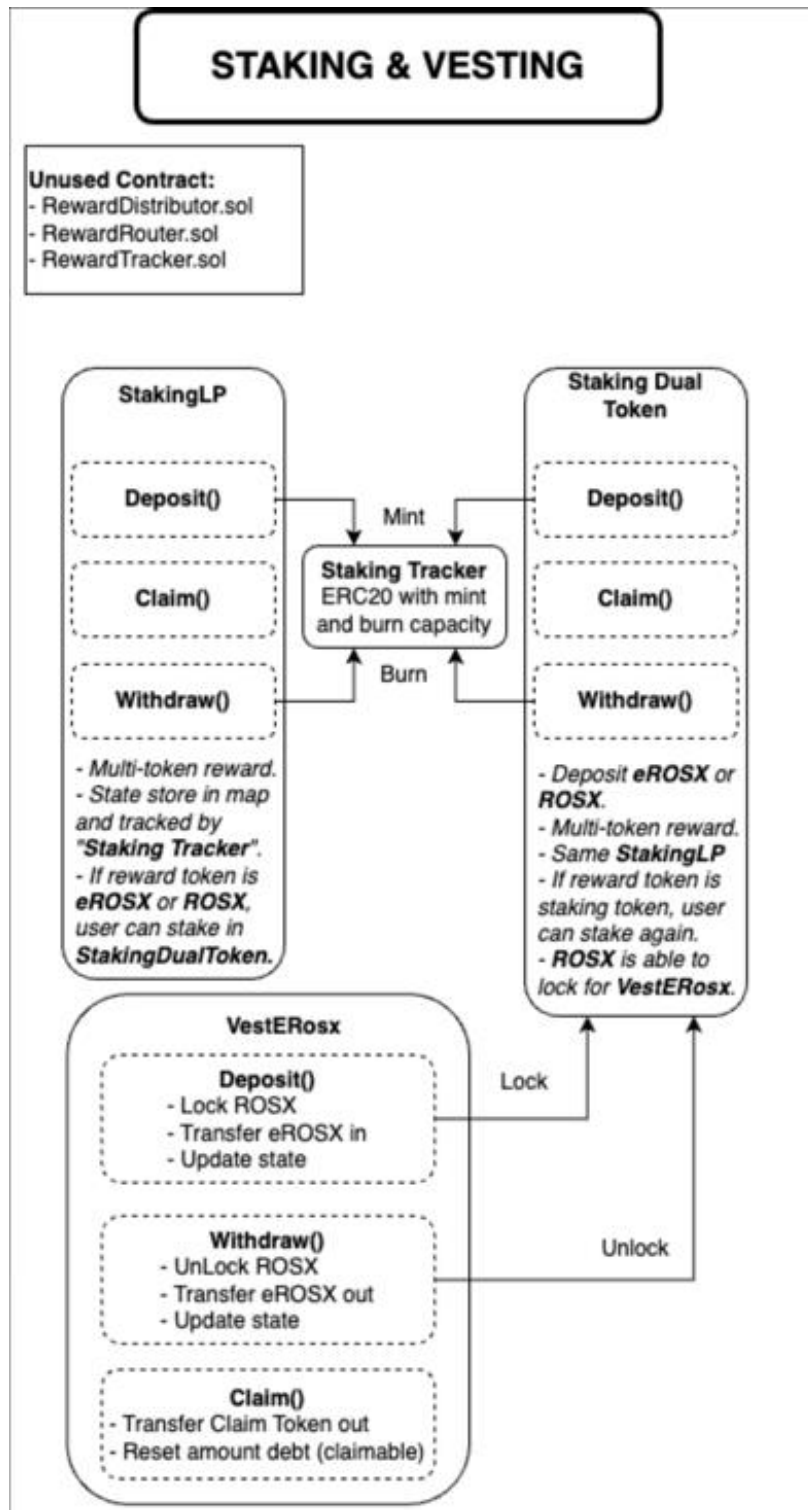 STAKING & VESTING
Unused Contract:
- RewardDistributor.sol
- RewardRouter.sol
- RewardTracker.sol
StakingLP
Deposit()
Claim()
Withdraw()
- Multi-token reward.
- State store in map
and tracked by
"Staking Tracker".
- If reward token is
eROSX or ROSX,
user can stake in
StakingDualToken.
Mint
Staking Tracker
ERC20 with mint
and burn capacity
Burn
Staking Dual
Token
Deposit()
Claim()
Withdraw()
- Deposit eROSX or
ROSX.
- Multi-token reward.
- Same StakingLP
- If reward token is
staking token, user
can stake again.
- ROSX is able to
lock for VestERosx.
VestERosx
Deposit()
- Lock ROSX
- Transfer eROSX in
- Update state
Lock
Withdraw()
- UnLock ROSX
- Transfer eROSX out
- Update state
Unlock
Claim()
- Transfer Claim Token out
- Reset amount debt (claimable)